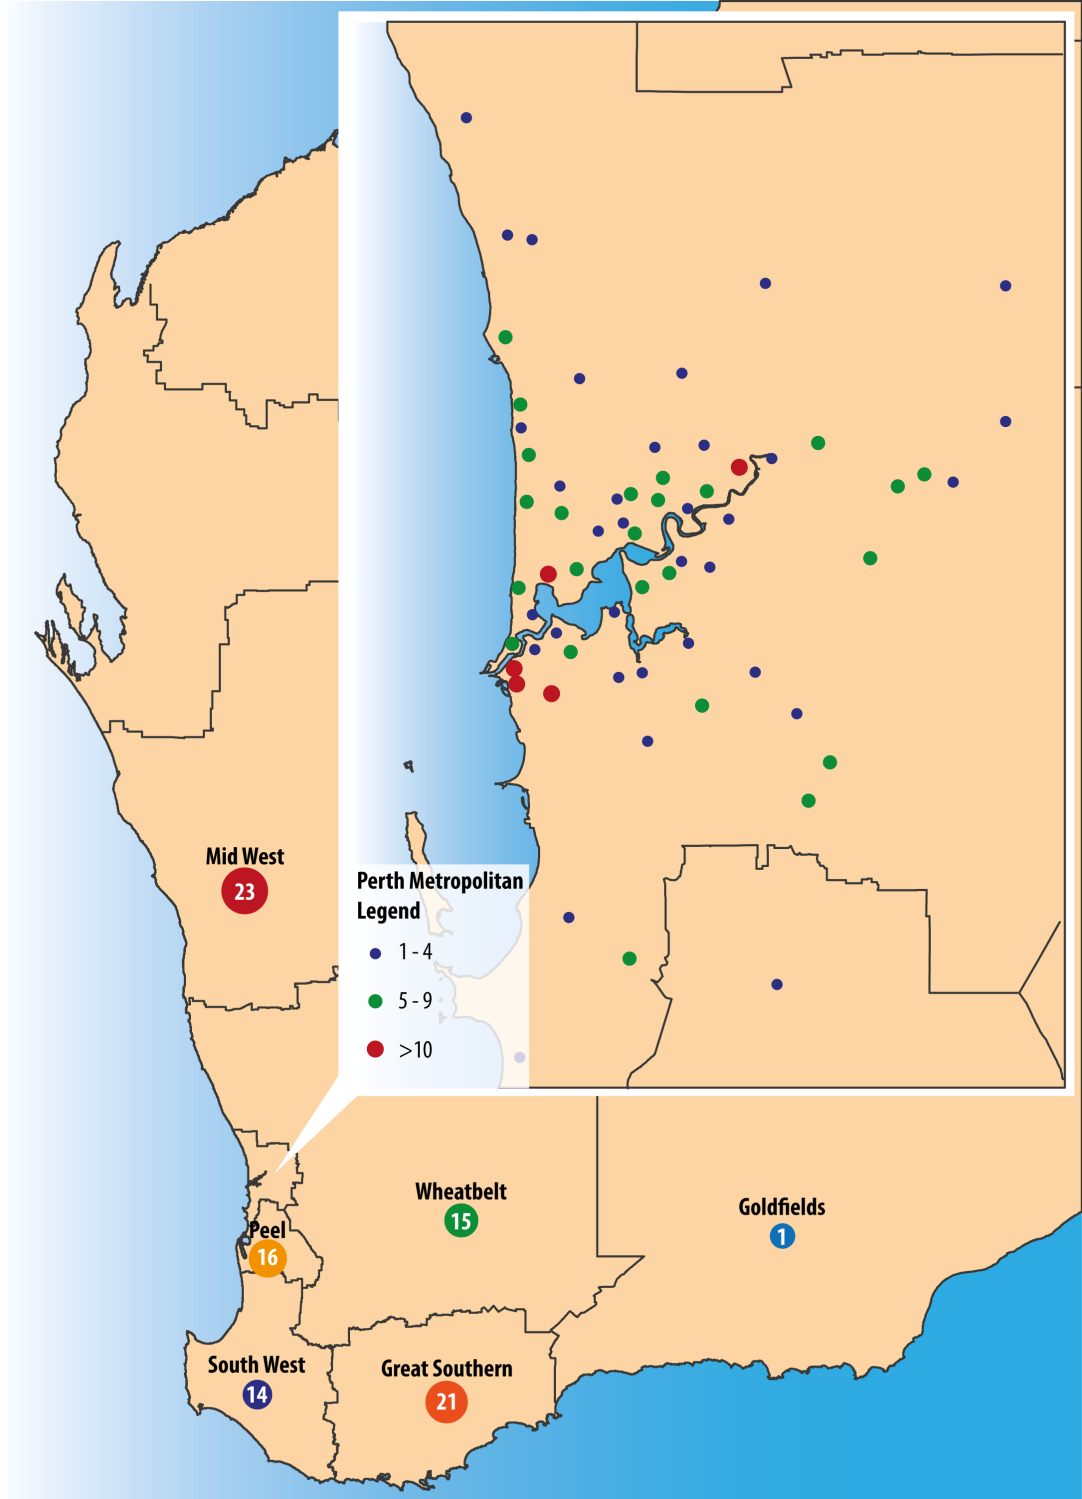 Mid West
23
Perth Metropolitan
Legend
1 - 4
5 - 9
>10
Wheatbelt
15
Goldfields
1
Peel
16
South West
14
Great Southern
21